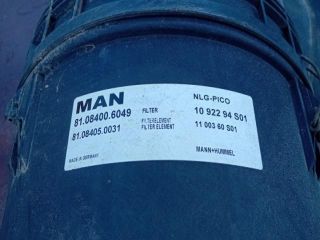 MAN
NLG-PICO
81.08400.6049 FILTER 10 922 94 S01
81.08405.0031 FILTERELEMENT
FILTER ELEMENT 11 003 60 S01
MADE IN GERMANY MANN+HUMMEL